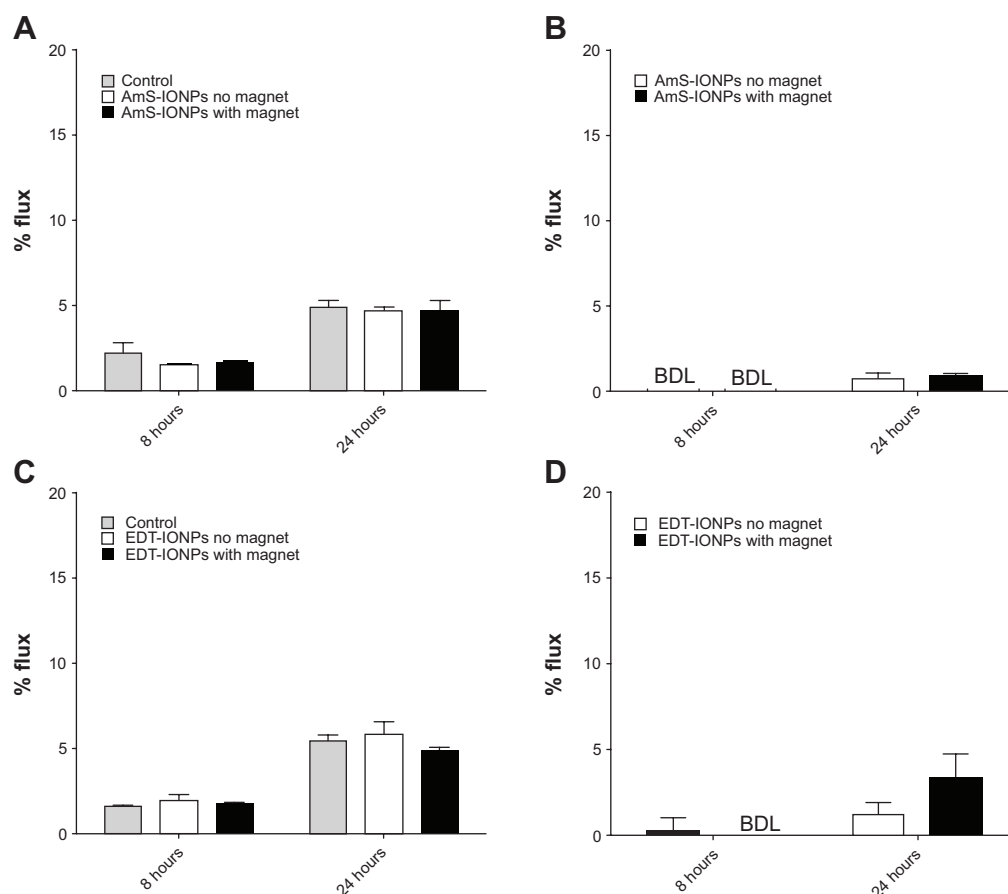 A
20
15
10
5
0
% flux
Control
AmS-IONPs no magnet
AmS-IONPs with magnet
8 hours
24 hours
B
20
15
10
5
0
% flux
AmS-IONPs no magnet
AmS-IONPs with magnet
BDL
BDL
8 hours
24 hours
C
20
15
10
5
0
% flux
Control
EDT-IONPs no magnet
EDT-IONPs with magnet
8 hours
24 hours
D
20
15
10
5
0
% flux
EDT-IONPs no magnet
EDT-IONPs with magnet
BDL
8 hours
24 hours